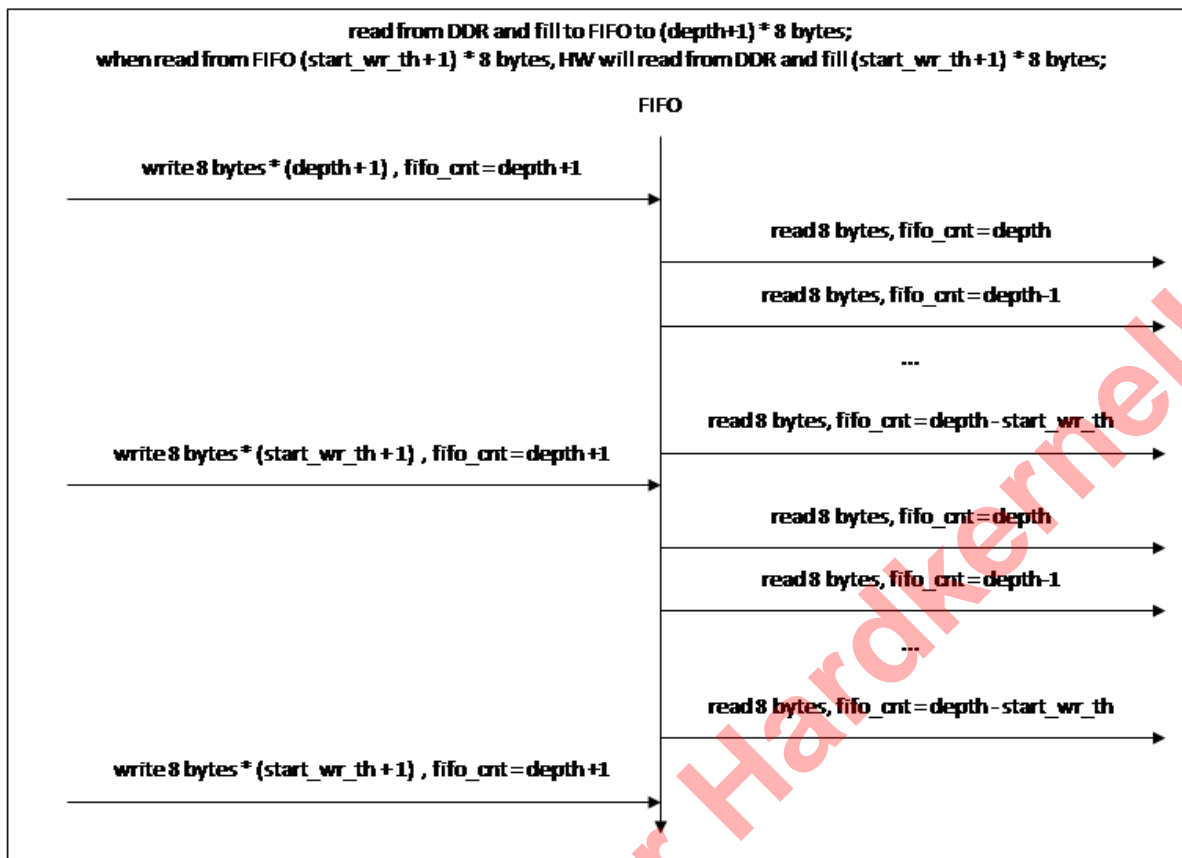 read from DDR and fill to FIFO to (depth+1) * 8 bytes;
when read from FIFO (start_wr_th + 1) * 8 bytes, HW will read from DDR and fill (start_wr_th + 1) * 8 bytes;
FIFO
write 8 bytes * (depth + 1) , fifo_cnt = depth +1
read 8 bytes, fifo_cnt = depth
read 8 bytes, fifo_cnt = depth-1
...
read 8 bytes, fifo_cnt = depth - start_wr_th
write 8 bytes * (start_wr_th + 1) , fifo_cnt = depth +1
read 8 bytes, fifo_cnt = depth
read 8 bytes, fifo_cnt = depth-1
...
read 8 bytes, fifo_cnt = depth - start_wr_th
write 8 bytes * (start_wr_th + 1) , fifo_cnt = depth +1
Hardkernel